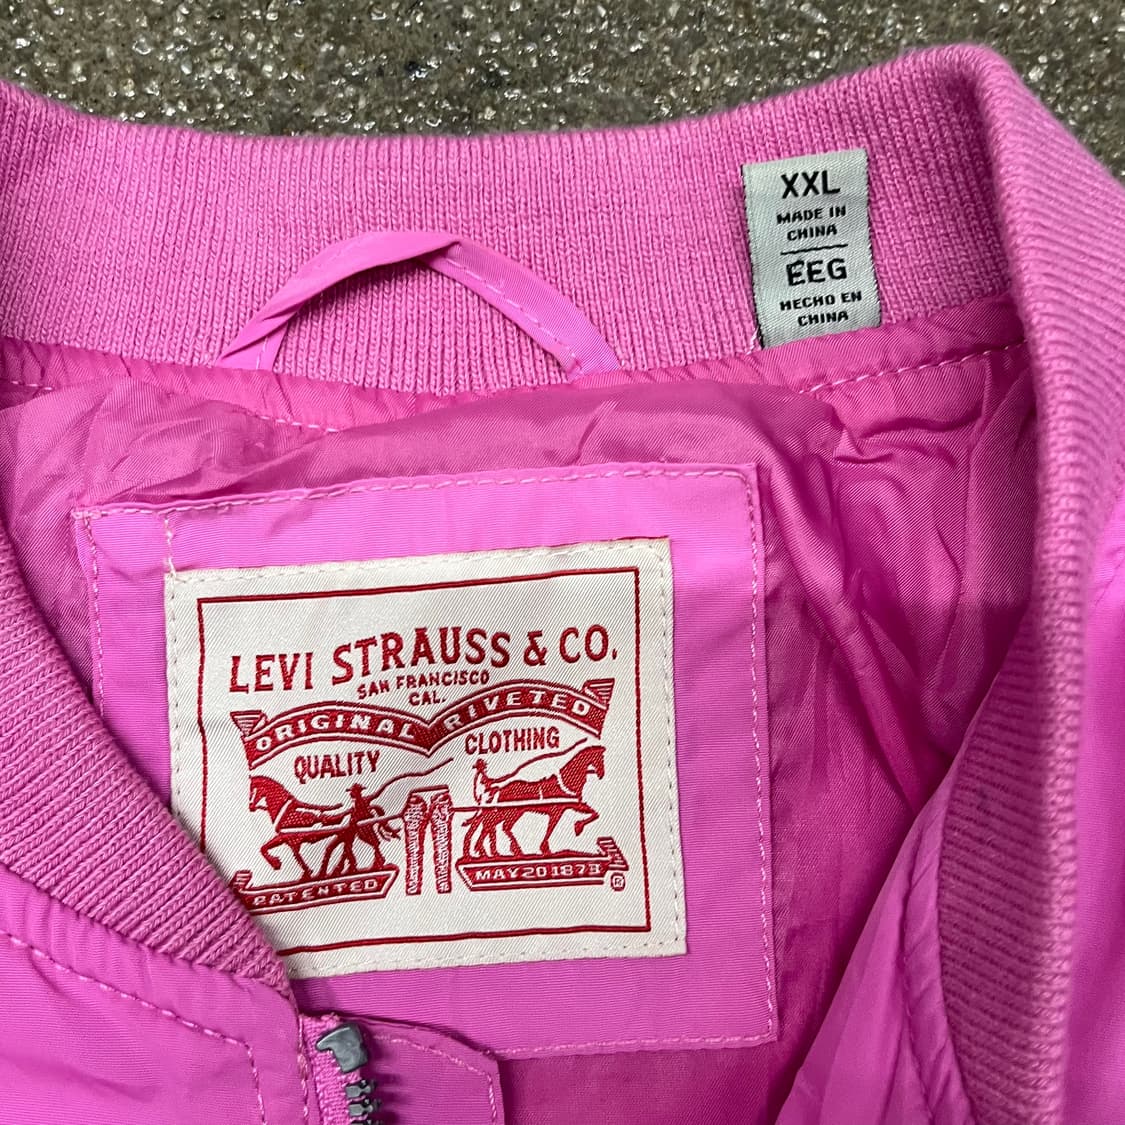 XXL
MADE IN
CHINA
EEG
HECHO EN
CHINA
LEVI STRAUSS & CO.
SAN FRANCISCO
CAL.
ORIGINAL RIVETED
QUALITY CLOTHING
PATENTED MAY 20 1873 ®